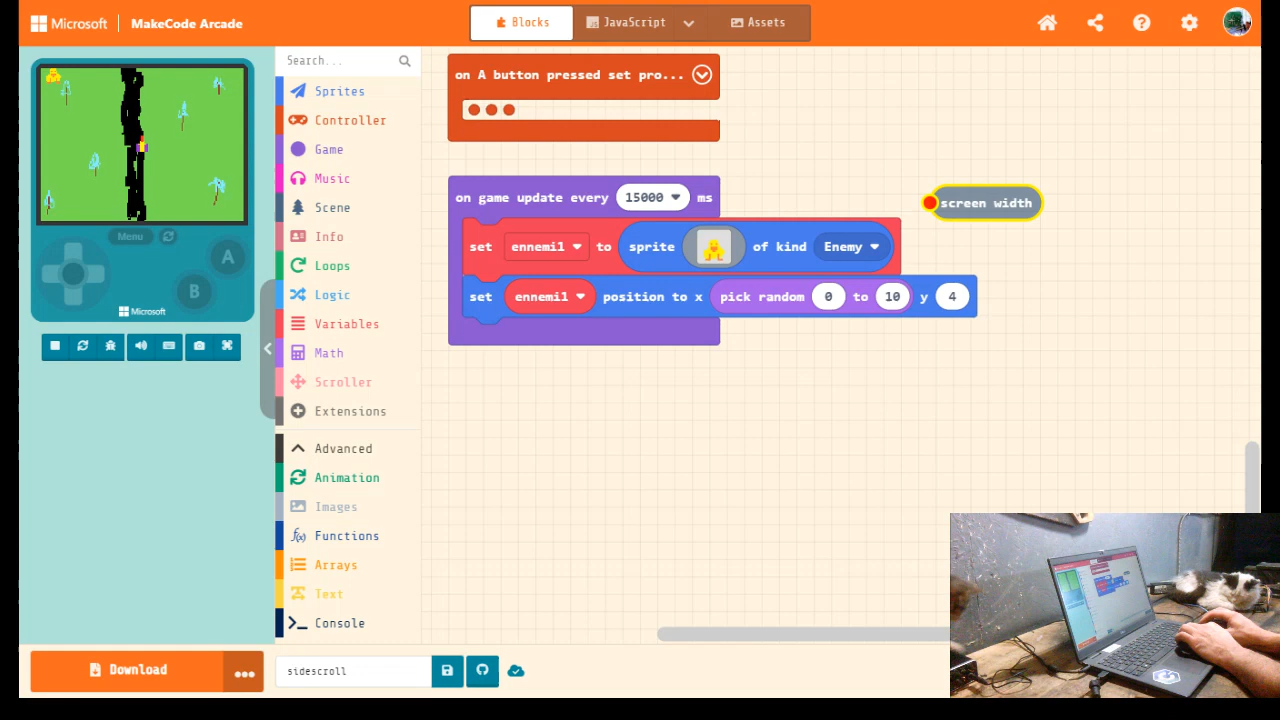 Microsoft MakeCode Arcade
Blocks
JavaScript
Assets
Menu
A
B
Microsoft
Search...
Sprites
Controller
Game
Music
Scene
Info
Loops
Logic
Variables
Math
Scroller
Extensions
Advanced
Animation
Images
Functions
Arrays
Text
Console
on A button pressed set pro...
on game update every 15000 ms
set ennemi1 to sprite of kind Enemy
set ennemi1 position to x pick random 0 to 10 y 4
screen width
Download
sidescroll